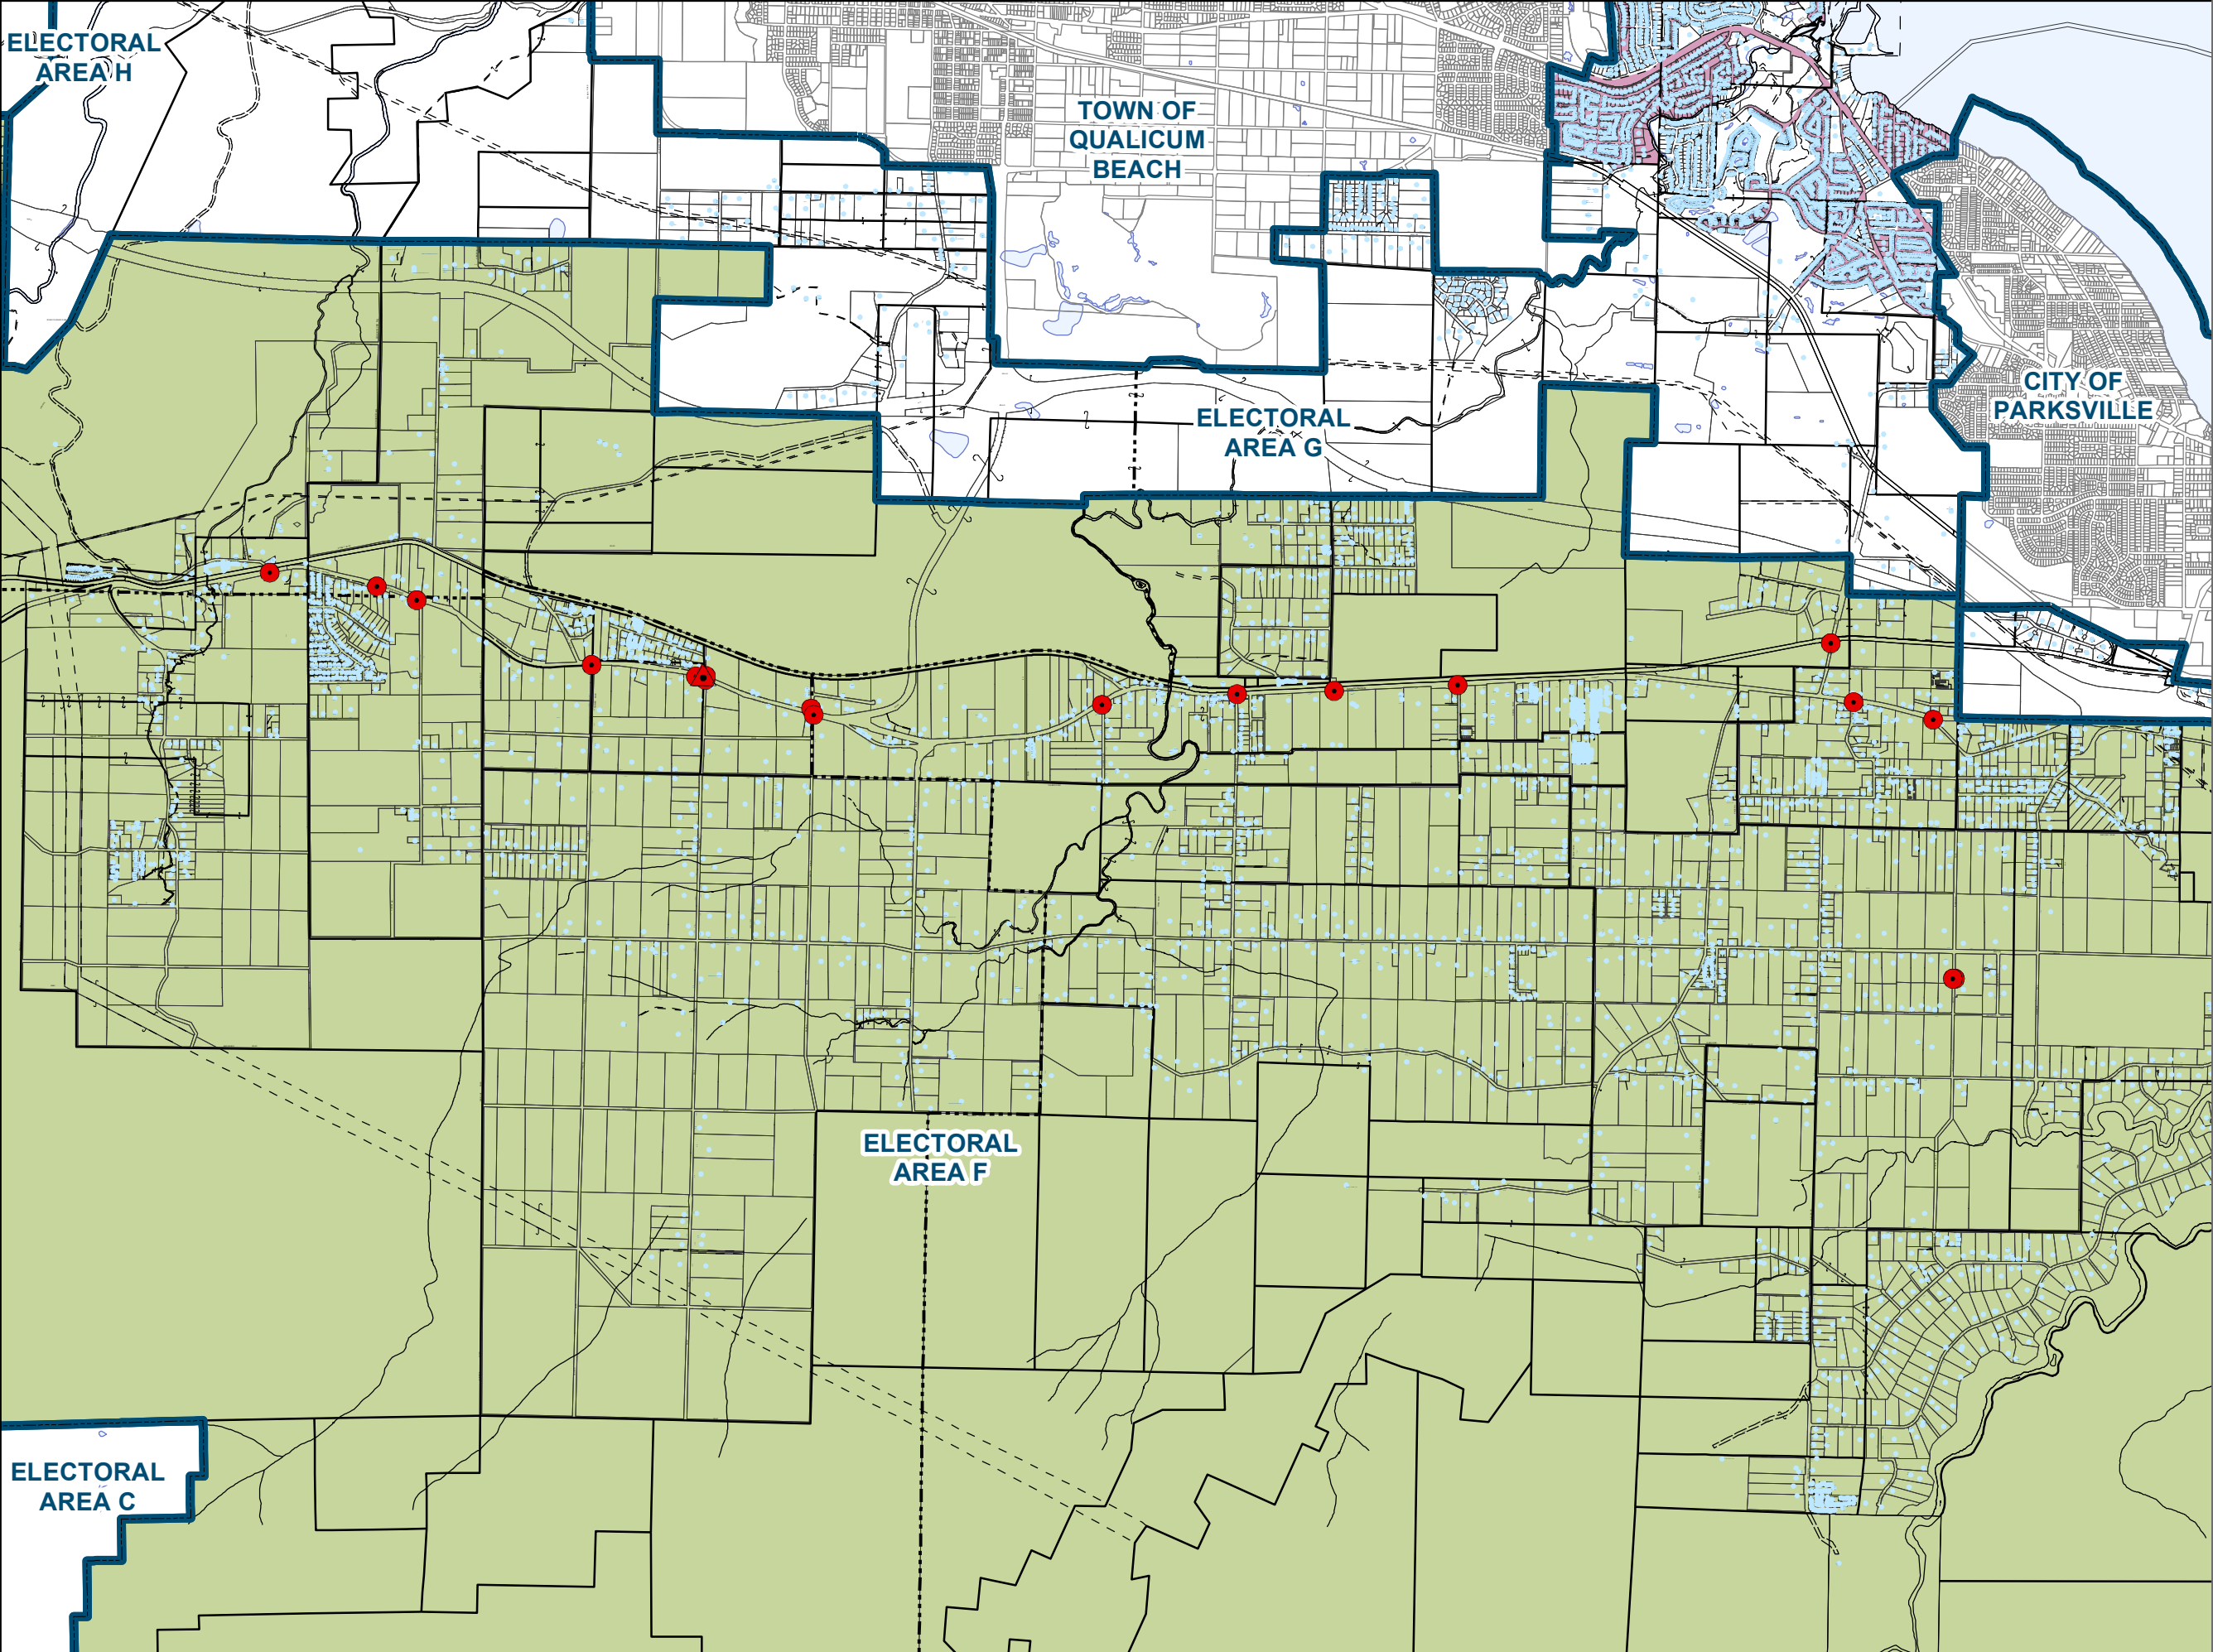 ELECTORAL
AREA H
TOWN OF
QUALICUM
BEACH
CITY OF
PARKSVILLE
ELECTORAL
AREA G
ELECTORAL
AREA F
ELECTORAL
AREA C